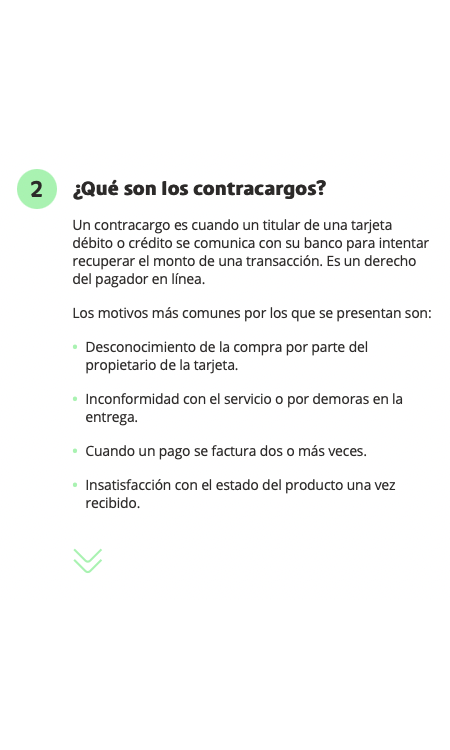 2
¿Qué son los contracargos?
Un contracargo es cuando un titular de una tarjeta
débito o crédito se comunica con su banco para intentar
recuperar el monto de una transacción. Es un derecho
del pagador en línea.
Los motivos más comunes por los que se presentan son:
Desconocimiento de la compra por parte del
propietario de la tarjeta.
Inconformidad con el servicio o por demoras en la
entrega.
Cuando un pago se factura dos o más veces.
Insatisfacción con el estado del producto una vez
recibido.